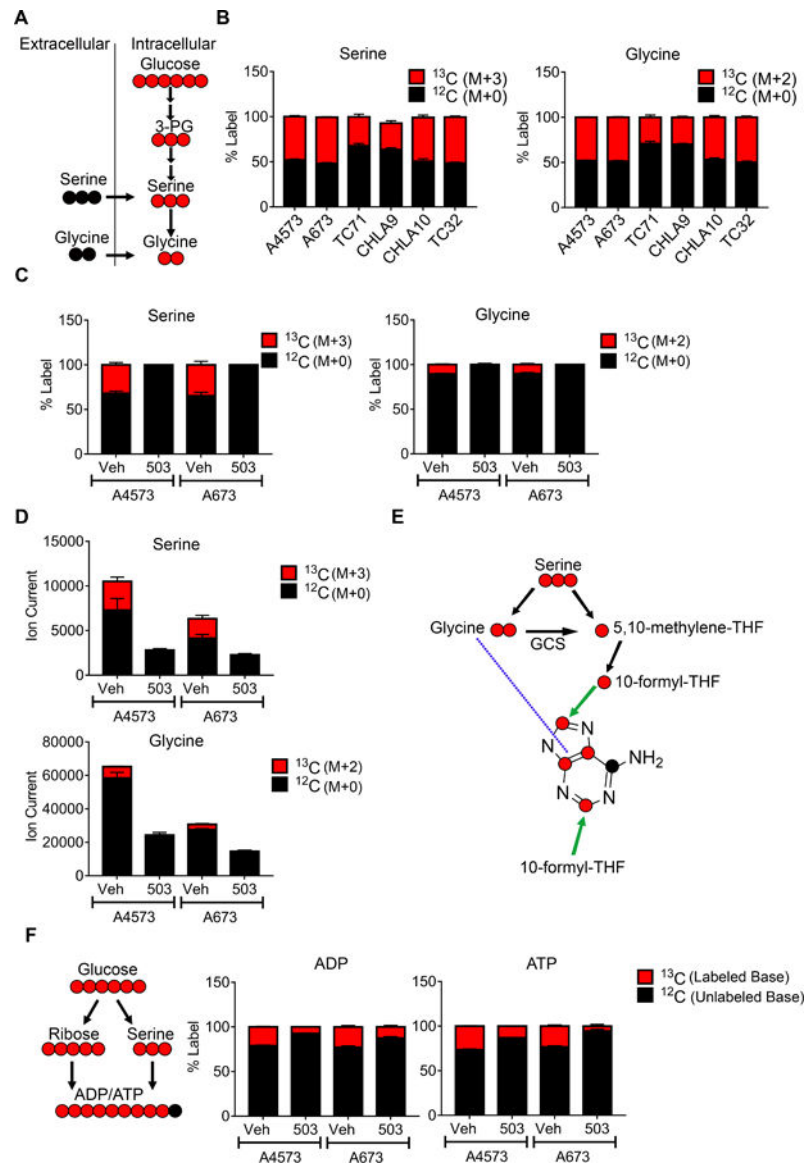 A
Extracellular
Intracellular
Glucose
3-PG
Serine
Serine
Glycine
Glycine
B
Serine
¹³C (M+3)
¹²C (M+0)
% Label
150
100
50
0
A4573
A673
TC71
CHLA9
CHLA10
TC32
Glycine
¹³C (M+2)
¹²C (M+0)
150
100
50
0
A4573
A673
TC71
CHLA9
CHLA10
TC32
C
Serine
¹³C (M+3)
¹²C (M+0)
% Label
150
100
50
0
Veh 503 Veh 503
A4573 A673
Glycine
¹³C (M+2)
¹²C (M+0)
% Label
150
100
50
0
Veh 503 Veh 503
A4573 A673
D
Serine
¹³C (M+3)
¹²C (M+0)
Ion Current
15000
10000
5000
0
Veh 503 Veh 503
A4573 A673
Glycine
¹³C (M+2)
¹²C (M+0)
Ion Current
80000
60000
40000
20000
0
Veh 503 Veh 503
A4573 A673
E
Serine
Glycine
GCS
5,10-methylene-THF
10-formyl-THF
N
N
NH₂
N
N
10-formyl-THF
F
Glucose
Ribose Serine
ADP/ATP
ADP
% Label
150
100
50
0
Veh 503 Veh 503
A4573 A673
ATP
150
100
50
0
Veh 503 Veh 503
A4573 A673
¹³C (Labeled Base)
¹²C (Unlabeled Base)